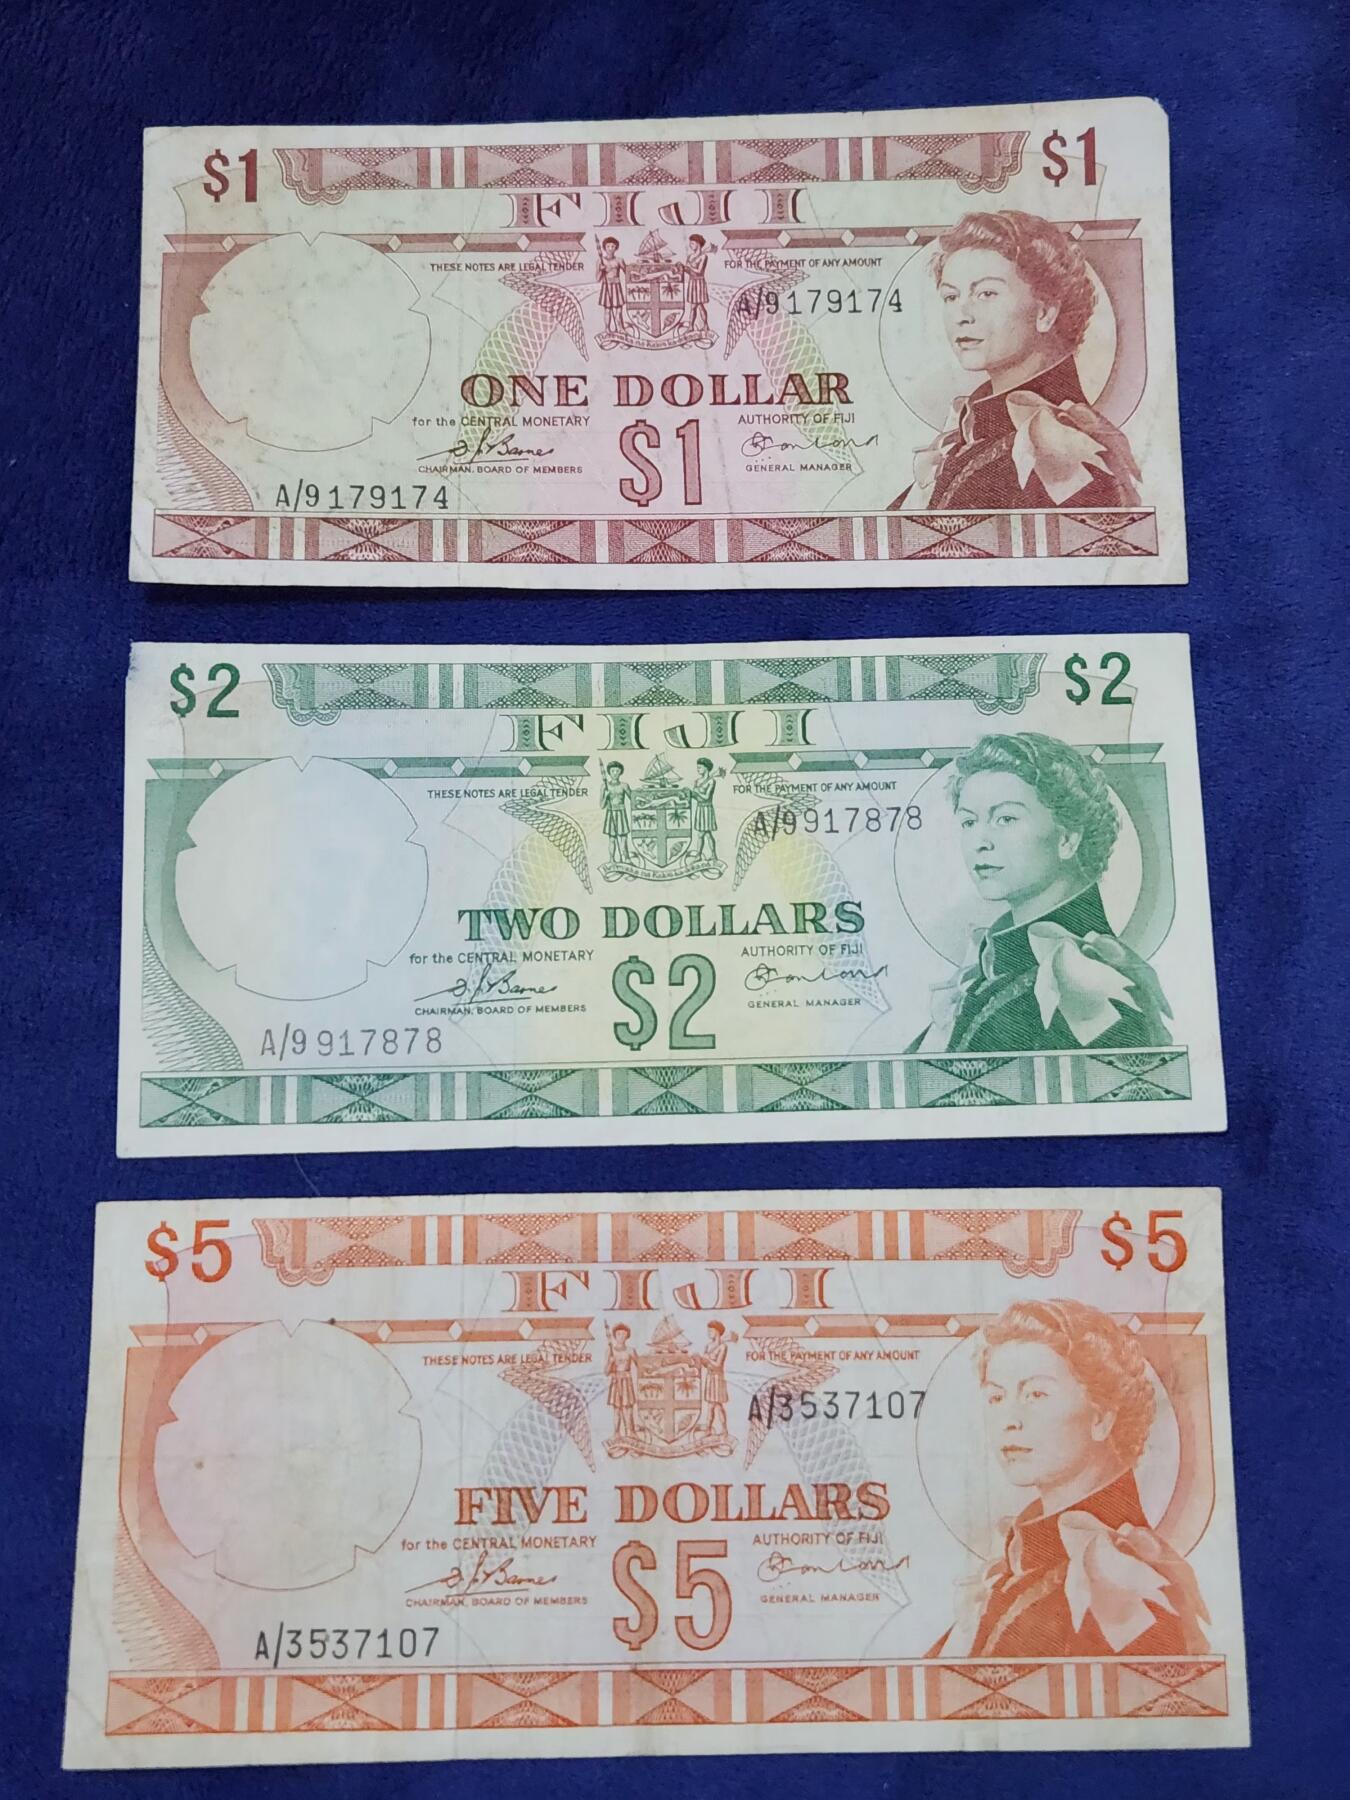 $1 $1
FIJI
THESE NOTES ARE LEGAL TENDER FOR THE PAYMENT OF ANY AMOUNT
A/9179174
ONE DOLLAR
for the CENTRAL MONETARY AUTHORITY OF FIJI
$1
CHAIRMAN, BOARD OF MEMBERS GENERAL MANAGER
A/9179174
$2 $2
FIJI
THESE NOTES ARE LEGAL TENDER FOR THE PAYMENT OF ANY AMOUNT
A/9917878
TWO DOLLARS
for the CENTRAL MONETARY AUTHORITY OF FIJI
$2
CHAIRMAN, BOARD OF MEMBERS GENERAL MANAGER
A/9917878
$5 $5
FIJI
THESE NOTES ARE LEGAL TENDER FOR THE PAYMENT OF ANY AMOUNT
A/3537107
FIVE DOLLARS
for the CENTRAL MONETARY AUTHORITY OF FIJI
$5
CHAIRMAN, BOARD OF MEMBERS GENERAL MANAGER
A/3537107